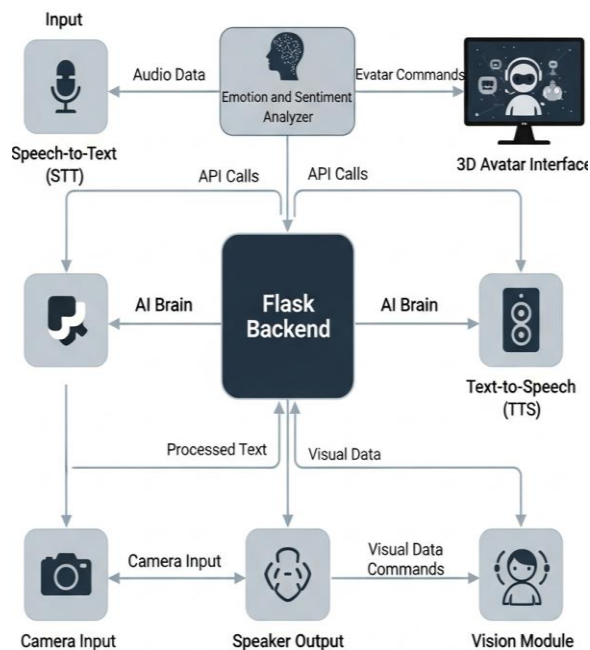 Input
Audio Data
Emotion and Sentiment
Analyzer
Evatar Commands
Speech-to-Text
(STT)
3D Avatar Interface
API Calls
API Calls
AI Brain
Flask
Backend
AI Brain
Text-to-Speech
(TTS)
Processed Text
Visual Data
Camera Input
Visual Data
Commands
Camera Input
Speaker Output
Vision Module